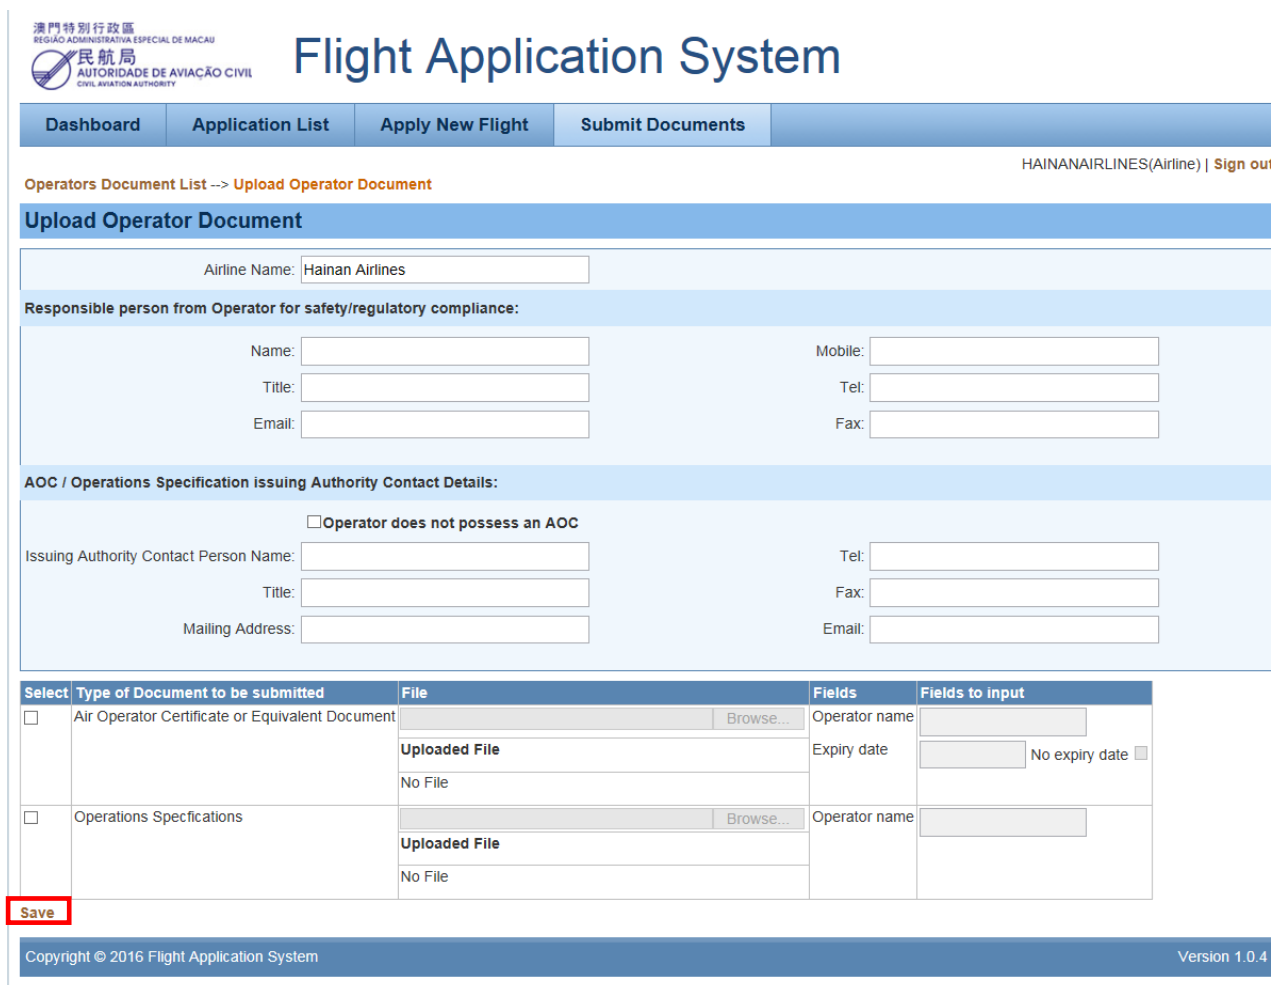 澳門特別行政區
REGIÃO ADMINISTRATIVA ESPECIAL DE MACAU
民航局
AUTORIDADE DE AVIAÇÃO CIVIL
CIVIL AVIATION AUTHORITY
Flight Application System
Dashboard Application List Apply New Flight Submit Documents
HAINANAIRLINES(Airline) | Sign out
Operators Document List --> Upload Operator Document
Upload Operator Document
Airline Name: Hainan Airlines
Responsible person from Operator for safety/regulatory compliance:
Name: Mobile:
Title: Tel:
Email: Fax:
AOC / Operations Specification issuing Authority Contact Details:
Operator does not possess an AOC
Issuing Authority Contact Person Name: Tel:
Title: Fax:
Mailing Address: Email:
Select Type of Document to be submitted File Fields Fields to input
Air Operator Certificate or Equivalent Document Browse... Operator name
Uploaded File Expiry date No expiry date
No File
Operations Specfications Browse... Operator name
Uploaded File
No File
Save
Copyright © 2016 Flight Application System Version 1.0.4